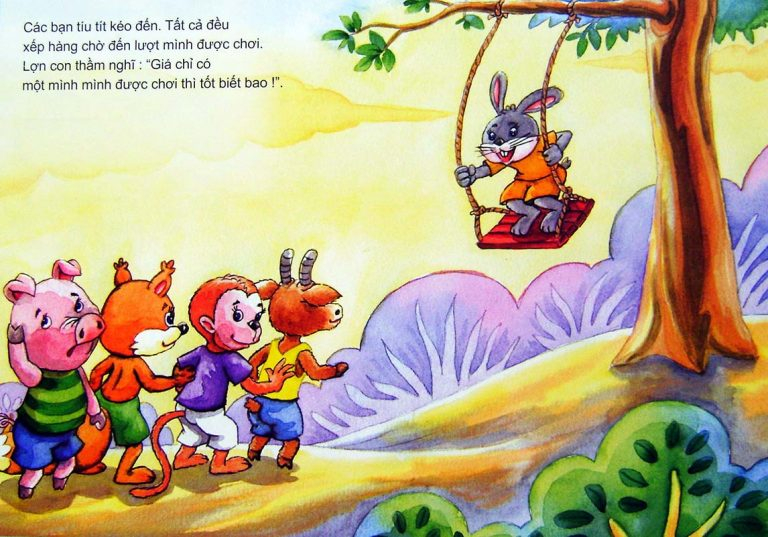 Các bạn tíu tít kéo đến. Tất cả đều
xếp hàng chờ đến lượt mình được chơi.
Lợn con thầm nghĩ : “Giá chỉ có
một mình mình được chơi thì tốt biết bao !”.